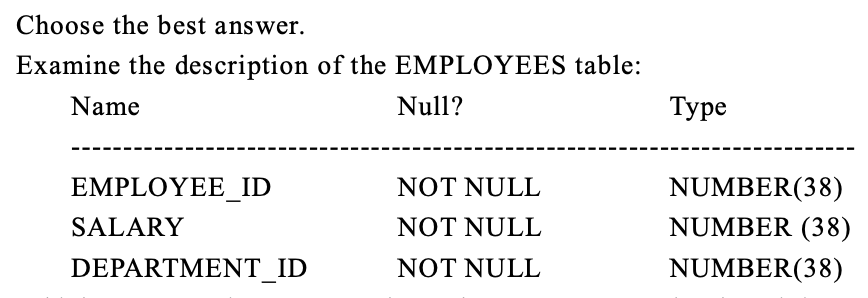 Choose the best answer.
Examine the description of the EMPLOYEES table:
Name Null? Type
---------------------------------------------------------------------------
EMPLOYEE_ID NOT NULL NUMBER(38)
SALARY NOT NULL NUMBER (38)
DEPARTMENT_ID NOT NULL NUMBER(38)